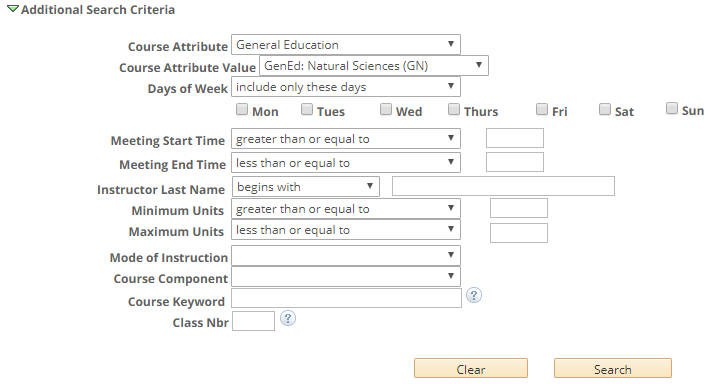 Additional Search Criteria
Course Attribute General Education
Course Attribute Value GenEd: Natural Sciences (GN)
Days of Week include only these days
Mon Tues Wed Thurs Fri Sat Sun
Meeting Start Time greater than or equal to
Meeting End Time less than or equal to
Instructor Last Name begins with
Minimum Units greater than or equal to
Maximum Units less than or equal to
Mode of Instruction
Course Component
Course Keyword ?
Class Nbr ?
Clear Search